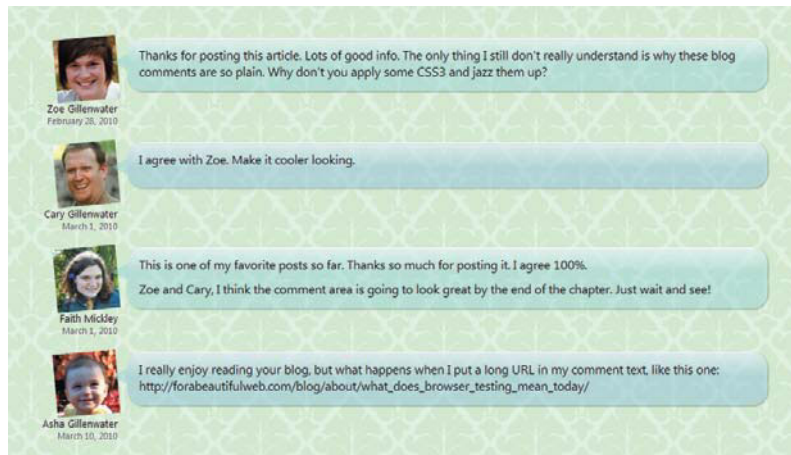 Thanks for posting this article. Lots of good info. The only thing I still don't really understand is why these blog
comments are so plain. Why don't you apply some CSS3 and jazz them up?
Zoe Gillenwater
February 28, 2010
I agree with Zoe. Make it cooler looking.
Cary Gillenwater
March 1, 2010
This is one of my favorite posts so far. Thanks so much for posting it. I agree 100%.
Zoe and Cary, I think the comment area is going to look great by the end of the chapter. Just wait and see!
Faith Mickley
March 1, 2010
I really enjoy reading your blog, but what happens when I put a long URL in my comment text, like this one:
http://forabeautifulweb.com/blog/about/what_does_browser_testing_mean_today/
Asha Gillenwater
March 10, 2010